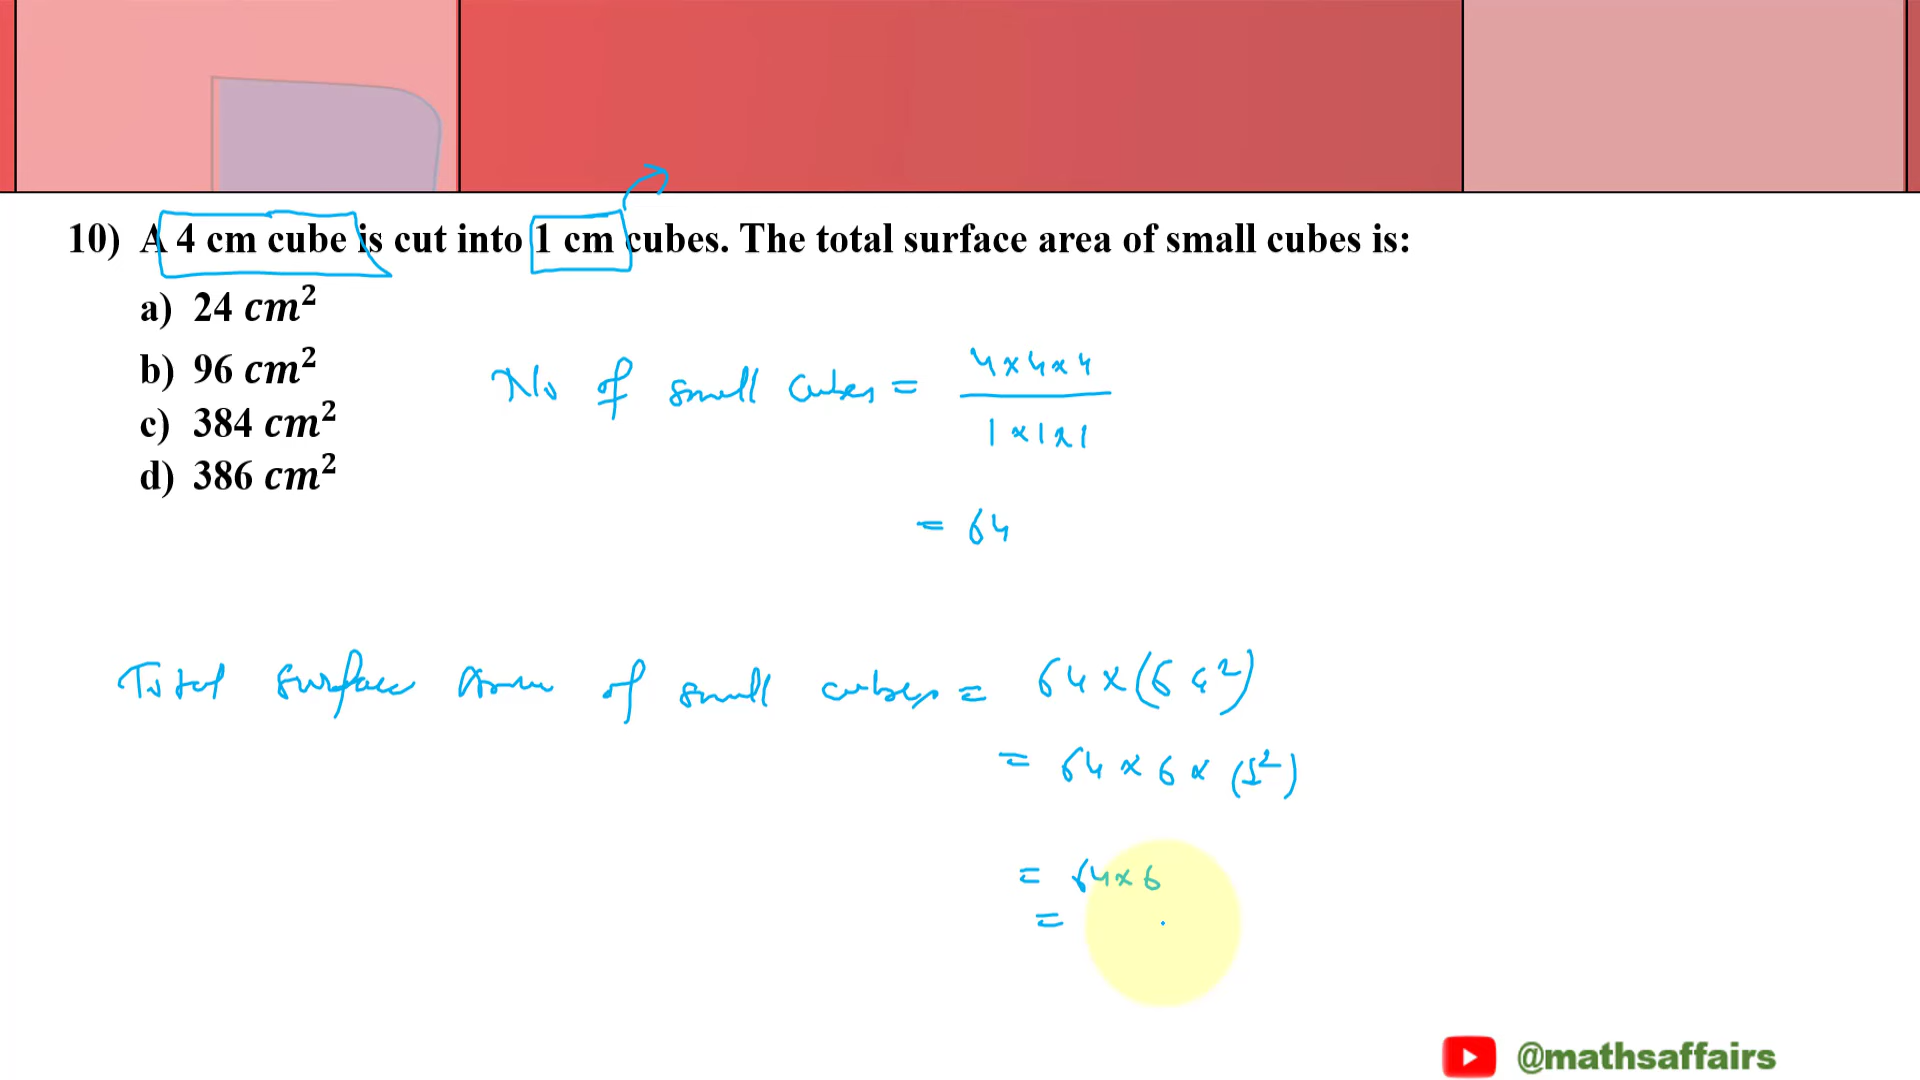 10) A 4 cm cube is cut into 1 cm cubes. The total surface area of small cubes is:
a) 24 cm²
b) 96 cm²
c) 384 cm²
d) 386 cm²
No of small cubes = 4×4×4
1×1×1
= 64
Total surface Area of small cubes = 64×(6a²)
= 64×6×(1²)
= 64×6
=
@mathsaffairs